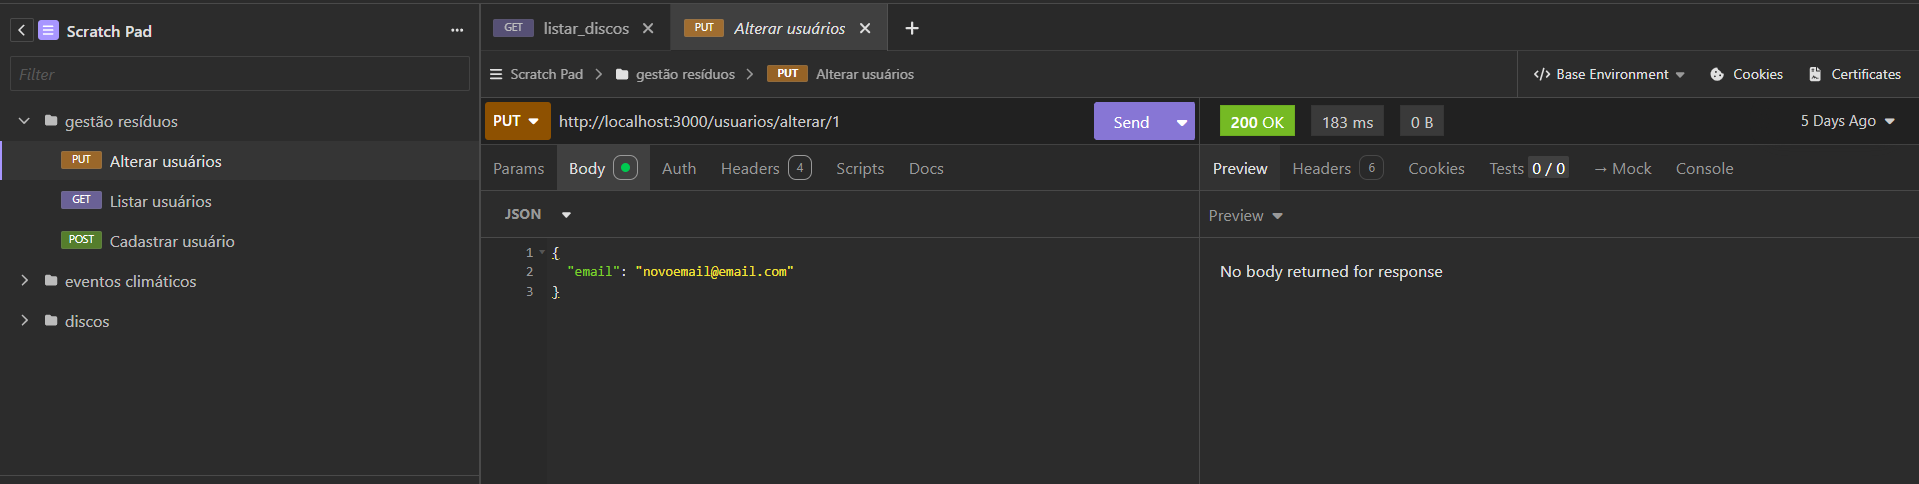 Scratch Pad
Filter
gestão resíduos
PUT Alterar usuários
GET Listar usuários
POST Cadastrar usuário
eventos climáticos
discos
GET listar_discos
PUT Alterar usuários
Scratch Pad gestão resíduos PUT Alterar usuários
Base Environment Cookies Certificates
PUT http://localhost:3000/usuarios/alterar/1 Send
200 OK 183 ms 0 B 5 Days Ago
Params Body Auth Headers 4 Scripts Docs
Preview Headers 6 Cookies Tests 0 / 0 → Mock Console
JSON
Preview
1 {
2 "email": "novoemail@email.com"
3 }
No body returned for response